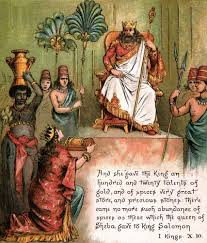 And she gave the King an
hundred and twenty talents of
gold, and of spices very great
store, and precious stones: there
came no more such abundance of
spices as these which the queen of
Sheba gave to King Solomon
I Kings X. 10.